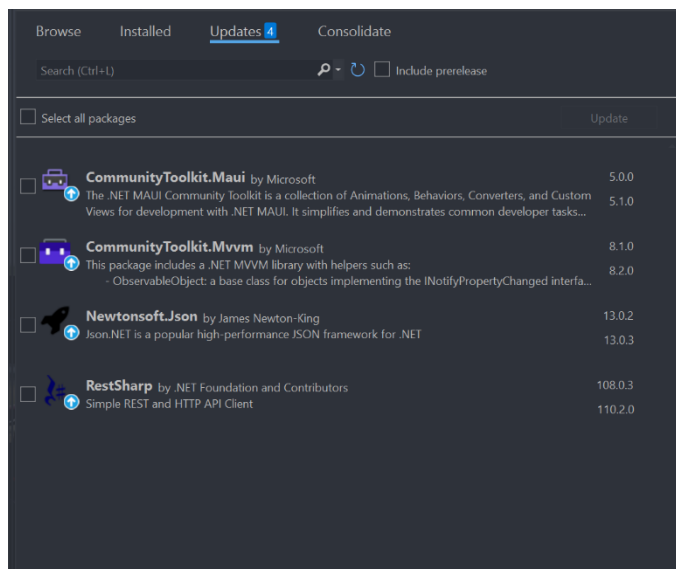 Browse Installed Updates 4 Consolidate
Search (Ctrl+L) Include prerelease
Select all packages Update
CommunityToolkit.Maui by Microsoft 5.0.0
The .NET MAUI Community Toolkit is a collection of Animations, Behaviors, Converters, and Custom 5.1.0
Views for development with .NET MAUI. It simplifies and demonstrates common developer tasks...
CommunityToolkit.Mvvm by Microsoft 8.1.0
This package includes a .NET MVVM library with helpers such as: 8.2.0
- ObservableObject: a base class for objects implementing the INotifyPropertyChanged interfa...
Newtonsoft.Json by James Newton-King 13.0.2
Json.NET is a popular high-performance JSON framework for .NET 13.0.3
RestSharp by .NET Foundation and Contributors 108.0.3
Simple REST and HTTP API Client 110.2.0